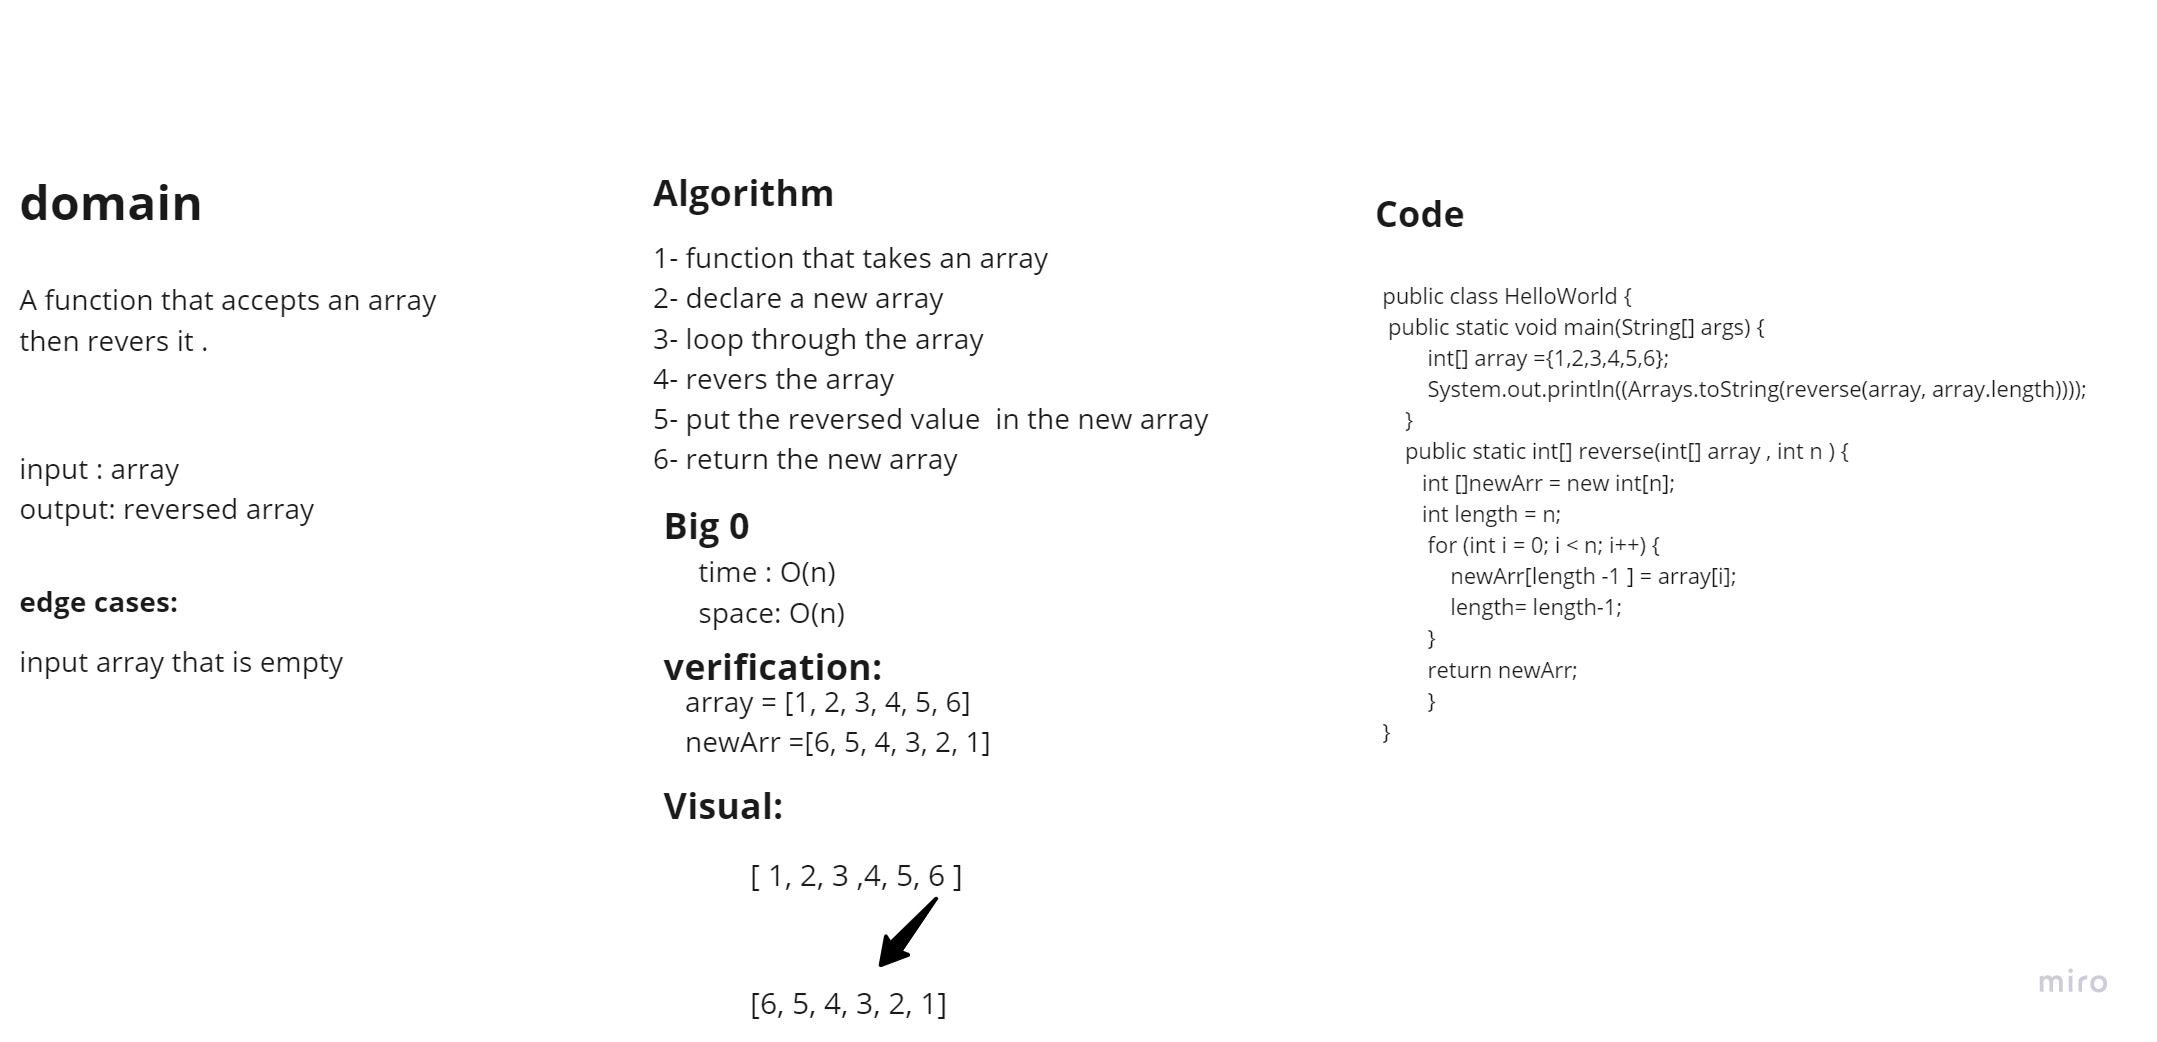 domain
A function that accepts an array
then revers it .
input : array
output: reversed array
edge cases:
input array that is empty
Algorithm
1- function that takes an array
2- declare a new array
3- loop through the array
4- revers the array
5- put the reversed value  in the new array
6- return the new array
Big 0
time : O(n)
space: O(n)
verification:
array = [1, 2, 3, 4, 5, 6]
newArr =[6, 5, 4, 3, 2, 1]
Visual:
[ 1, 2, 3 ,4, 5, 6 ]
[6, 5, 4, 3, 2, 1]
Code
public class HelloWorld {
public static void main(String[] args) {
int[] array ={1,2,3,4,5,6};
System.out.println((Arrays.toString(reverse(array, array.length))));
}
public static int[] reverse(int[] array , int n ) {
int []newArr = new int[n];
int length = n;
for (int i = 0; i < n; i++) {
newArr[length -1 ] = array[i];
length= length-1;
}
return newArr;
}
}
miro